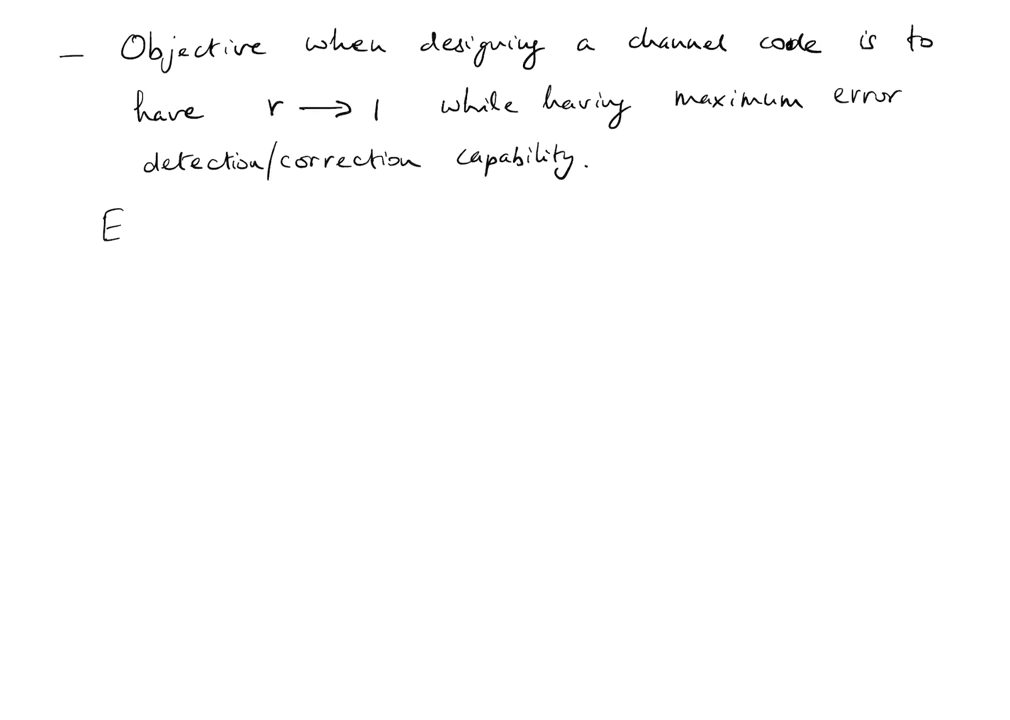 — Objective when designing a channel code is to
have r → 1 while having maximum error
detection/correction capability.
E